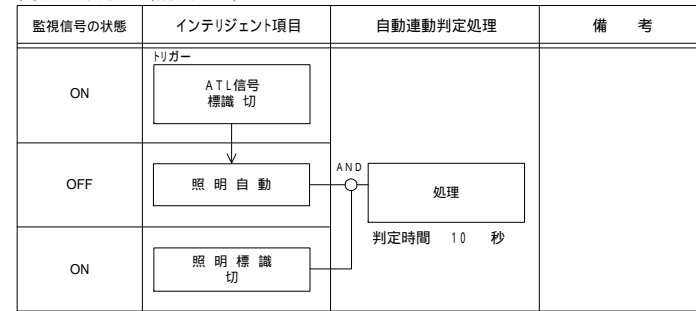 監視信号の状態 インテリジェント項目 自動連動判定処理 備 考
トリガー
ON
ATL信号
標識 切
OFF
照 明 自 動
AND
処理
判定時間 10 秒
ON
照 明 標 識
切